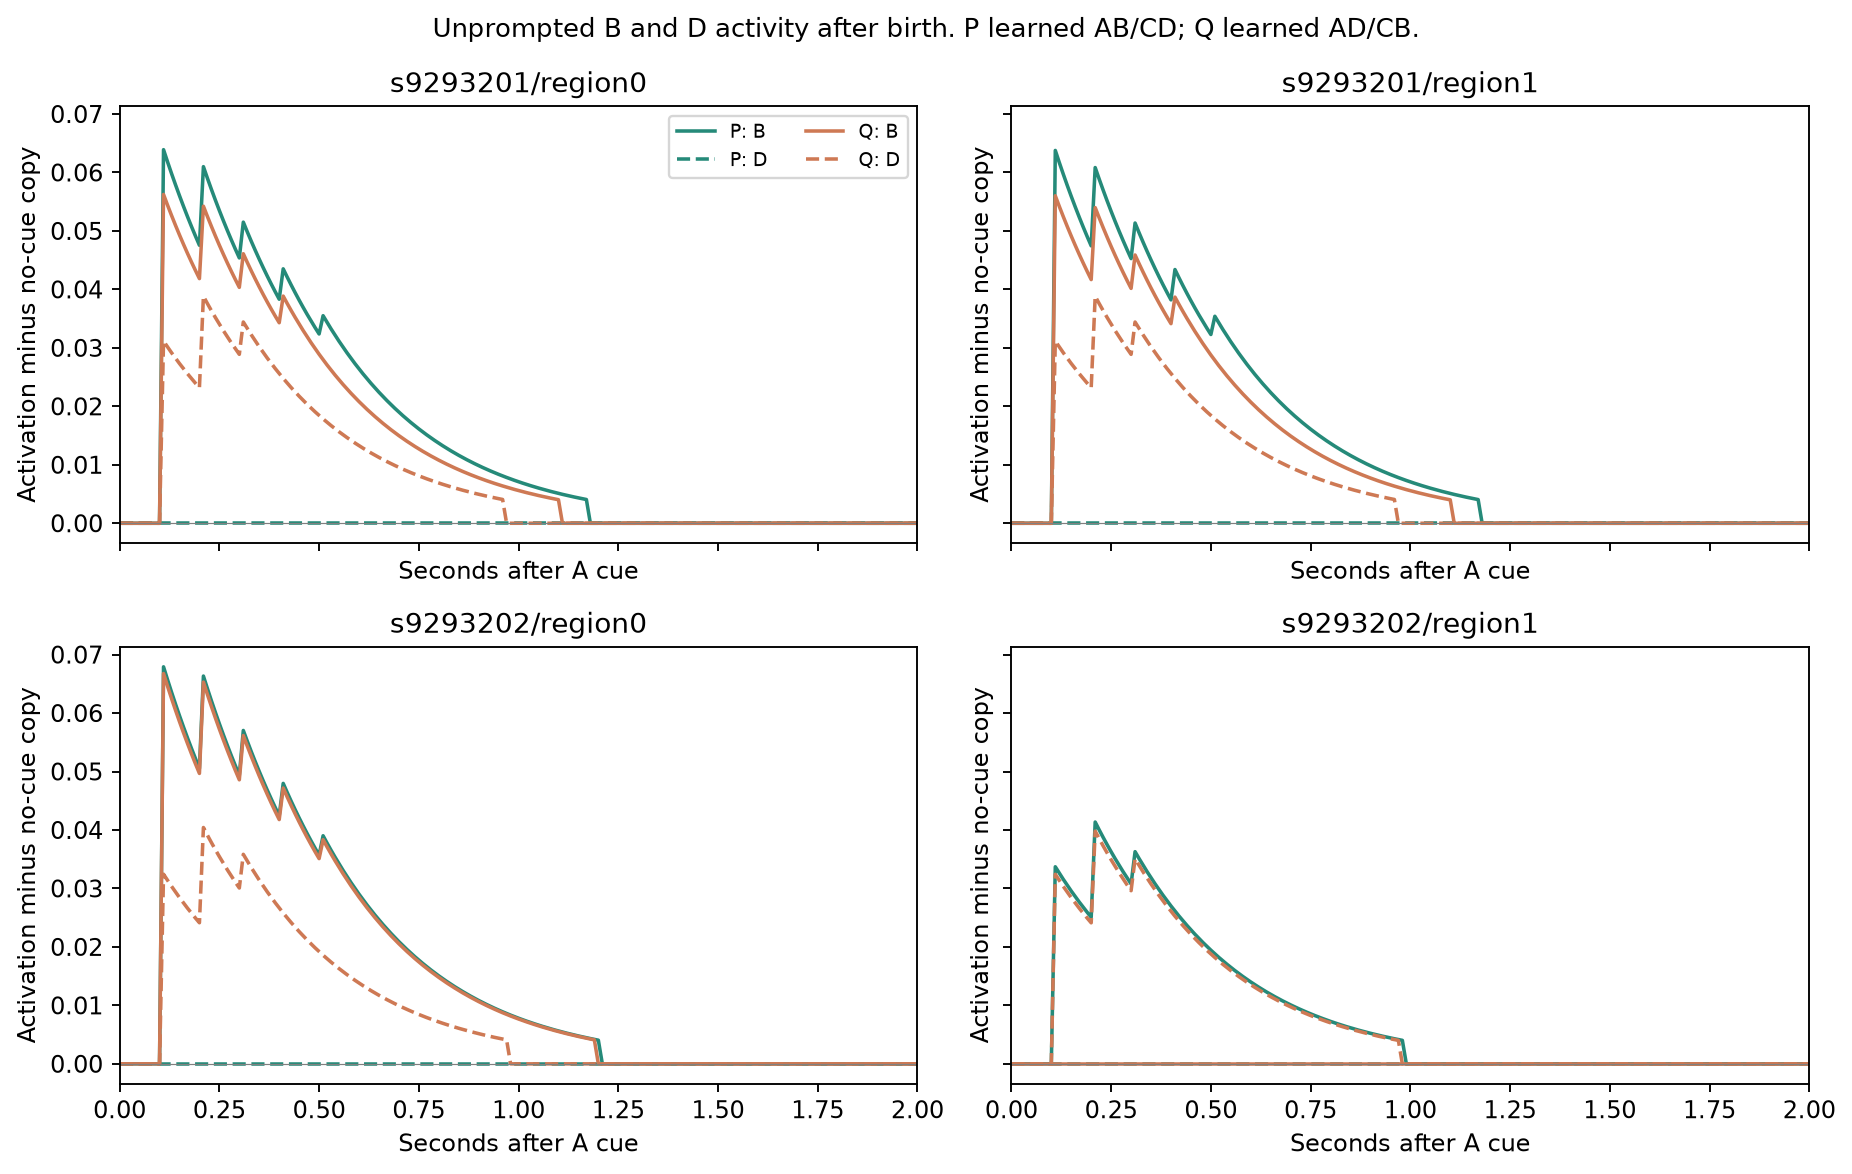 Unprompted B and D activity after birth. P learned AB/CD; Q learned AD/CB.
s9293201/region0
Activation minus no-cue copy
0.07
0.06
0.05
0.04
0.03
0.02
0.01
0.00
P: B
Q: B
P: D
Q: D
Seconds after A cue
s9293201/region1
Activation minus no-cue copy
Seconds after A cue
s9293202/region0
Activation minus no-cue copy
0.07
0.06
0.05
0.04
0.03
0.02
0.01
0.00
0.00 0.25 0.50 0.75 1.00 1.25 1.50 1.75 2.00
Seconds after A cue
s9293202/region1
Activation minus no-cue copy
0.00 0.25 0.50 0.75 1.00 1.25 1.50 1.75 2.00
Seconds after A cue